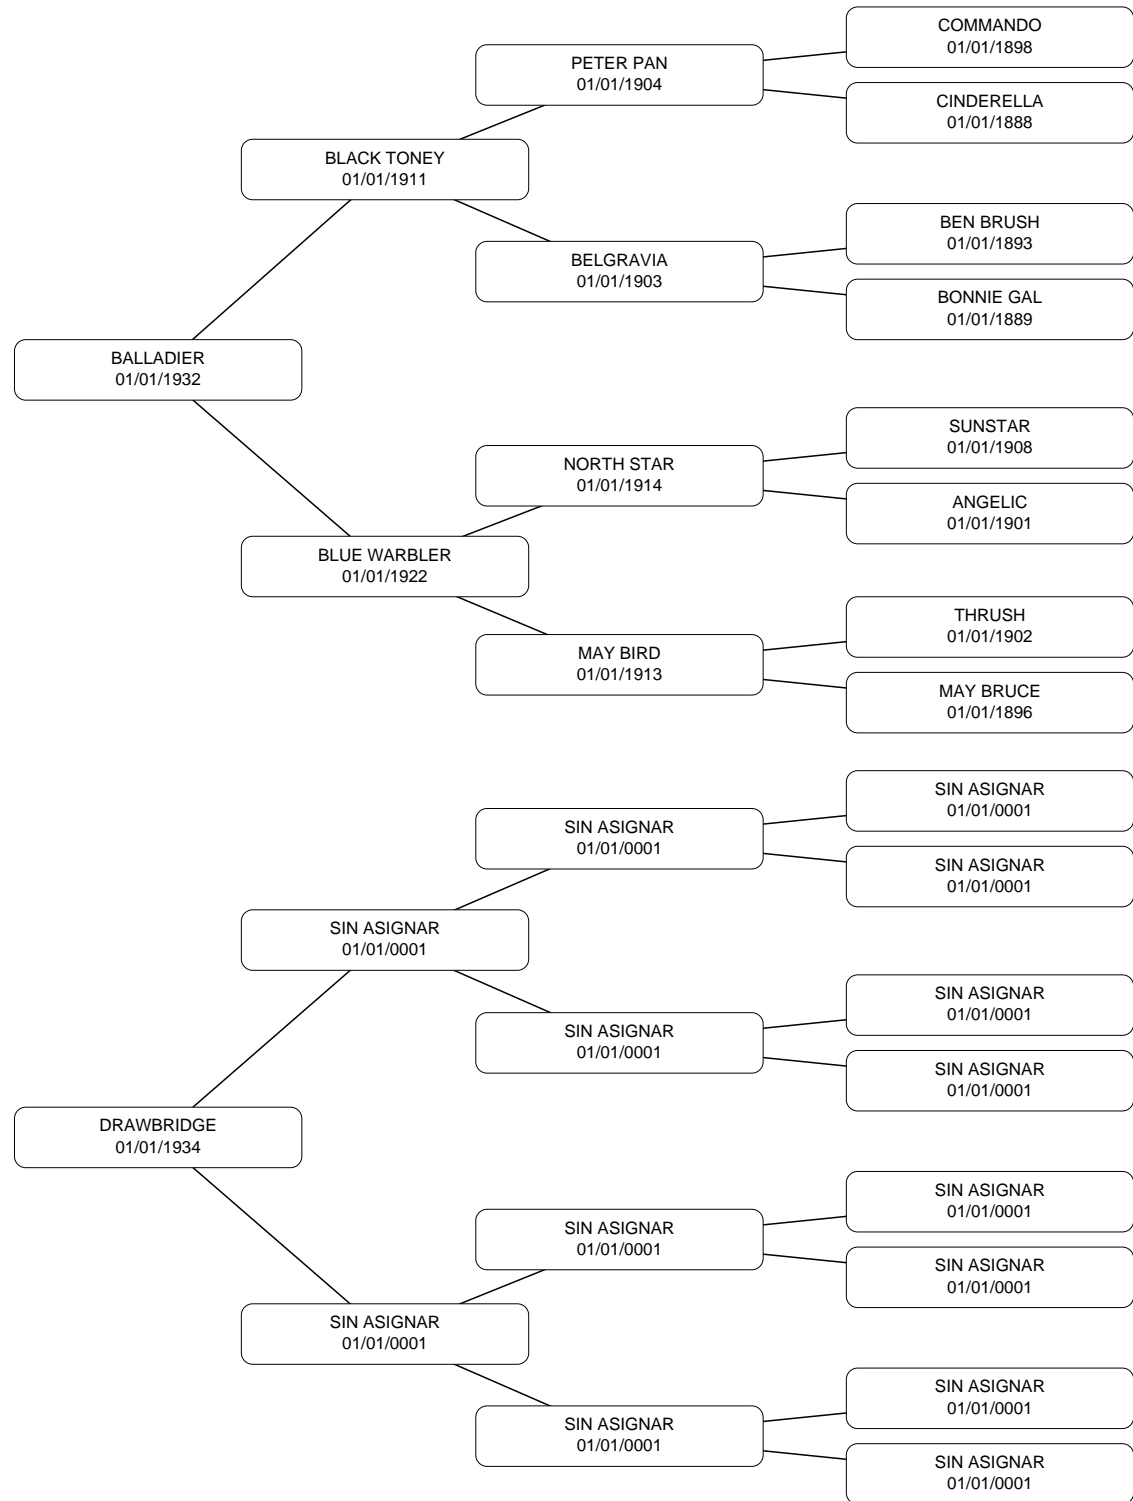 COMMANDO
01/01/1898
PETER PAN
01/01/1904
CINDERELLA
01/01/1888
BLACK TONEY
01/01/1911
BEN BRUSH
01/01/1893
BELGRAVIA
01/01/1903
BONNIE GAL
01/01/1889
BALLADIER
01/01/1932
SUNSTAR
01/01/1908
NORTH STAR
01/01/1914
ANGELIC
01/01/1901
BLUE WARBLER
01/01/1922
THRUSH
01/01/1902
MAY BIRD
01/01/1913
MAY BRUCE
01/01/1896
SIN ASIGNAR
01/01/0001
SIN ASIGNAR
01/01/0001
SIN ASIGNAR
01/01/0001
SIN ASIGNAR
01/01/0001
SIN ASIGNAR
01/01/0001
SIN ASIGNAR
01/01/0001
SIN ASIGNAR
01/01/0001
DRAWBRIDGE
01/01/1934
SIN ASIGNAR
01/01/0001
SIN ASIGNAR
01/01/0001
SIN ASIGNAR
01/01/0001
SIN ASIGNAR
01/01/0001
SIN ASIGNAR
01/01/0001
SIN ASIGNAR
01/01/0001
SIN ASIGNAR
01/01/0001